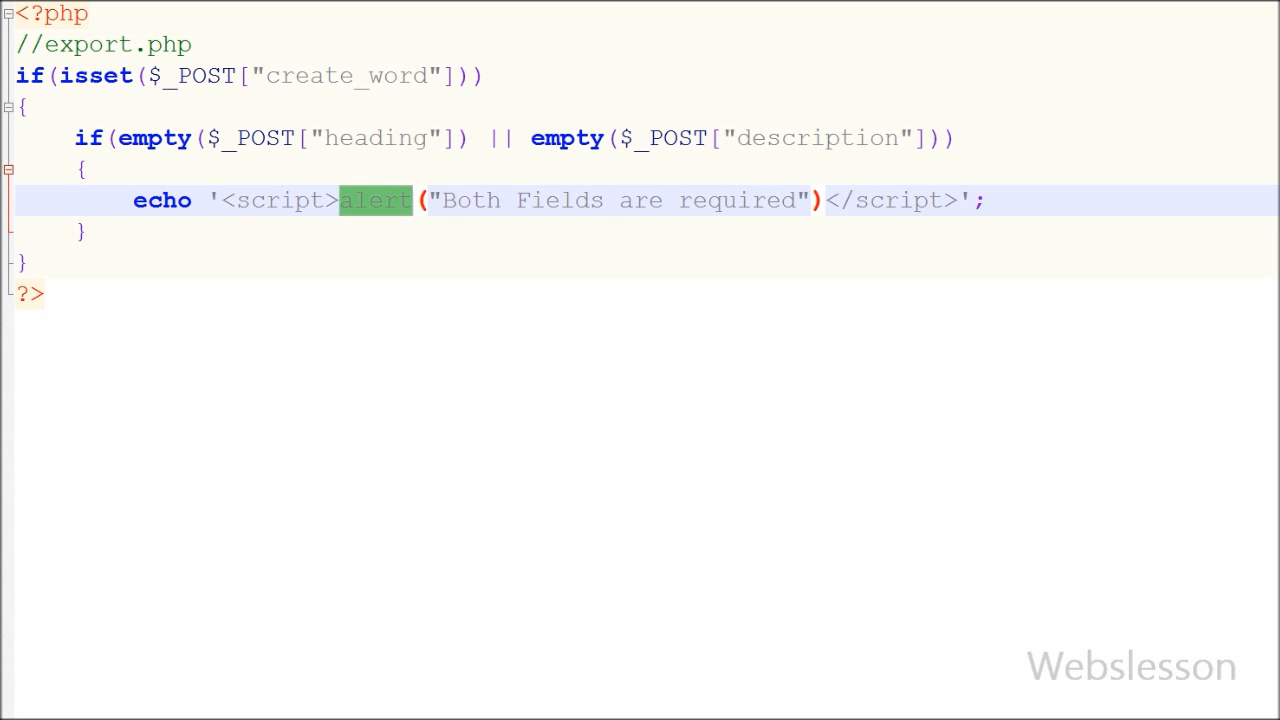 <?php
//export.php
if(isset($_POST["create_word"]))
{
    if(empty($_POST["heading"]) || empty($_POST["description"]))
    {
        echo '<script>alert("Both Fields are required")</script>';
    }
}
?>
Webslesson